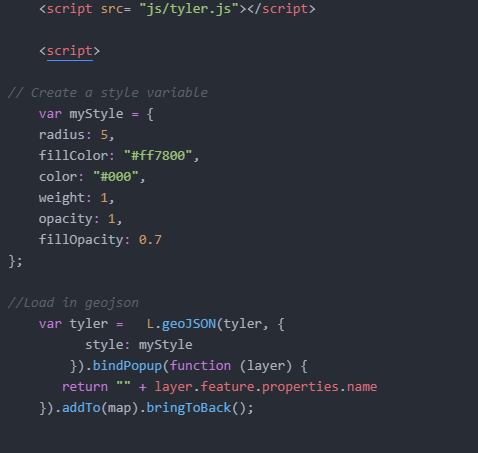 <script src= "js/tyler.js"></script>
<script>
// Create a style variable
var myStyle = {
radius: 5,
fillColor: "#ff7800",
color: "#000",
weight: 1,
opacity: 1,
fillOpacity: 0.7
};
//Load in geojson
var tyler =   L.geoJSON(tyler, {
style: myStyle
}).bindPopup(function (layer) {
return "" + layer.feature.properties.name
}).addTo(map).bringToBack();